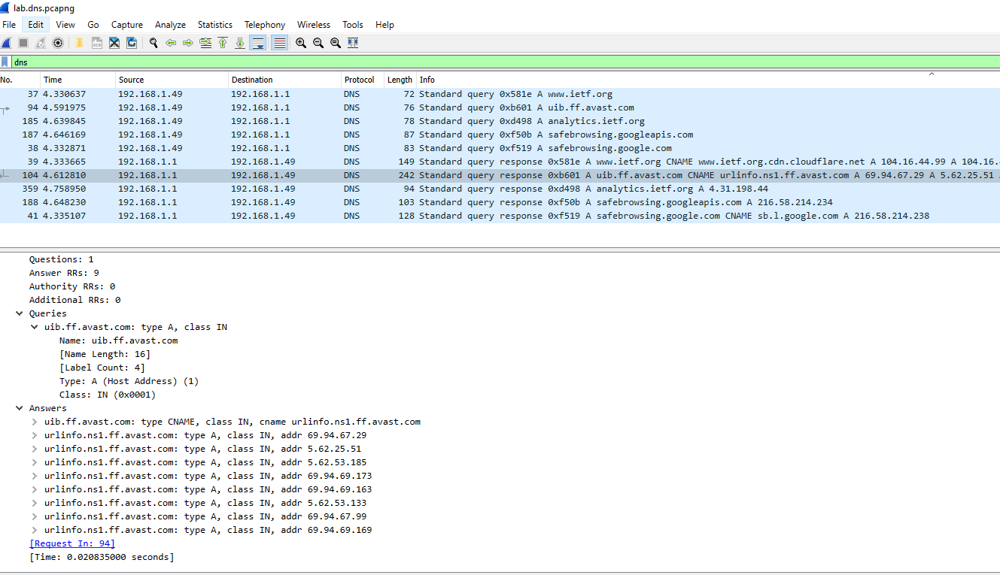 lab.dns.pcapng
File Edit View Go Capture Analyze Statistics Telephony Wireless Tools Help
dns
No. Time Source Destination Protocol Length Info
37 4.330637 192.168.1.49 192.168.1.1 DNS 72 Standard query 0x581e A www.ietf.org
94 4.591975 192.168.1.49 192.168.1.1 DNS 76 Standard query 0xb601 A uib.ff.avast.com
185 4.639845 192.168.1.49 192.168.1.1 DNS 78 Standard query 0xd498 A analytics.ietf.org
187 4.646169 192.168.1.49 192.168.1.1 DNS 87 Standard query 0xf50b A safebrowsing.googleapis.com
38 4.332871 192.168.1.49 192.168.1.1 DNS 83 Standard query 0xf519 A safebrowsing.google.com
39 4.333665 192.168.1.1 192.168.1.49 DNS 149 Standard query response 0x581e A www.ietf.org CNAME www.ietf.org.cdn.cloudflare.net A 104.16.44.99 A 104.16.
104 4.612810 192.168.1.1 192.168.1.49 DNS 242 Standard query response 0xb601 A uib.ff.avast.com CNAME urlinfo.ns1.ff.avast.com A 69.94.67.29 A 5.62.25.51
359 4.758950 192.168.1.1 192.168.1.49 DNS 94 Standard query response 0xd498 A analytics.ietf.org A 4.31.198.44
188 4.648230 192.168.1.1 192.168.1.49 DNS 103 Standard query response 0xf50b A safebrowsing.googleapis.com A 216.58.214.234
41 4.335107 192.168.1.1 192.168.1.49 DNS 128 Standard query response 0xf519 A safebrowsing.google.com CNAME sb.l.google.com A 216.58.214.238
Questions: 1
Answer RRs: 9
Authority RRs: 0
Additional RRs: 0
Queries
uib.ff.avast.com: type A, class IN
Name: uib.ff.avast.com
[Name Length: 16]
[Label Count: 4]
Type: A (Host Address) (1)
Class: IN (0x0001)
Answers
uib.ff.avast.com: type CNAME, class IN, cname urlinfo.ns1.ff.avast.com
urlinfo.ns1.ff.avast.com: type A, class IN, addr 69.94.67.29
urlinfo.ns1.ff.avast.com: type A, class IN, addr 5.62.25.51
urlinfo.ns1.ff.avast.com: type A, class IN, addr 5.62.53.185
urlinfo.ns1.ff.avast.com: type A, class IN, addr 69.94.69.173
urlinfo.ns1.ff.avast.com: type A, class IN, addr 69.94.69.163
urlinfo.ns1.ff.avast.com: type A, class IN, addr 5.62.53.133
urlinfo.ns1.ff.avast.com: type A, class IN, addr 69.94.67.99
urlinfo.ns1.ff.avast.com: type A, class IN, addr 69.94.69.169
[Request In: 94]
[Time: 0.020835000 seconds]